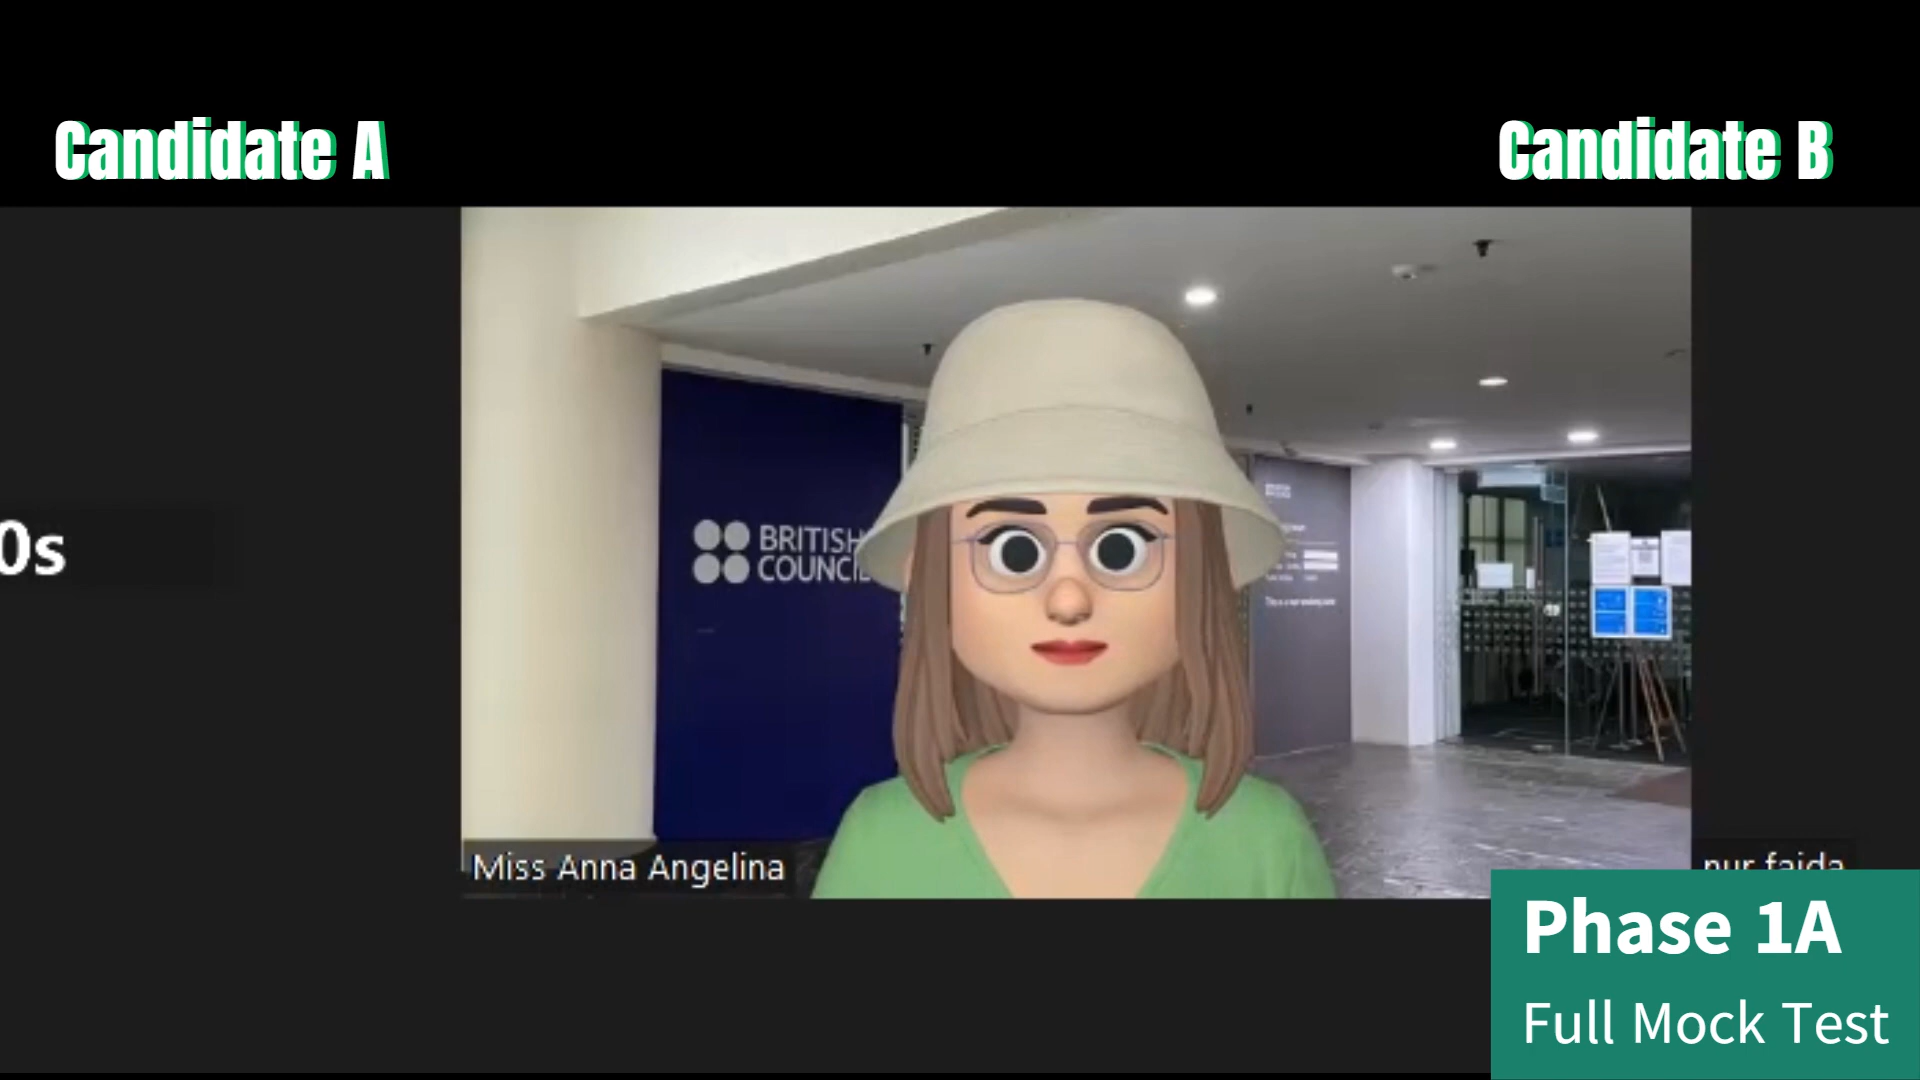 Candidate A
Candidate B
0s
BRITISH
COUNCIL
Miss Anna Angelina
nur faida
Phase 1A
Full Mock Test